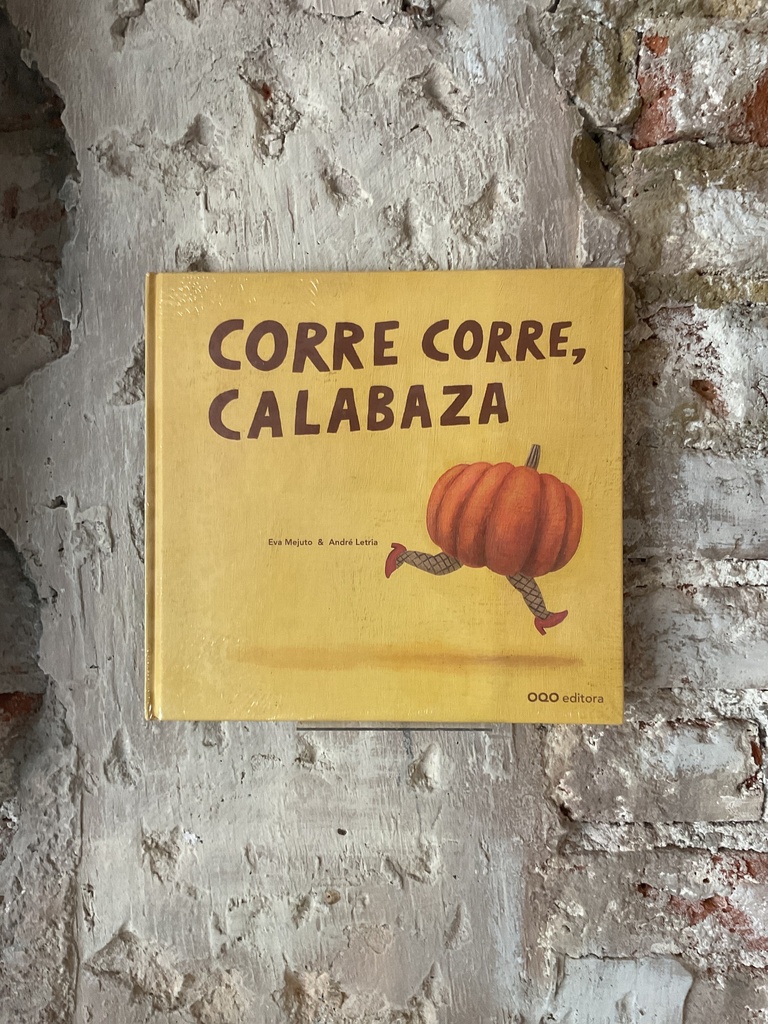 CORRE CORRE,
CALABAZA
Eva Mejuto & André Letria
OQO editora